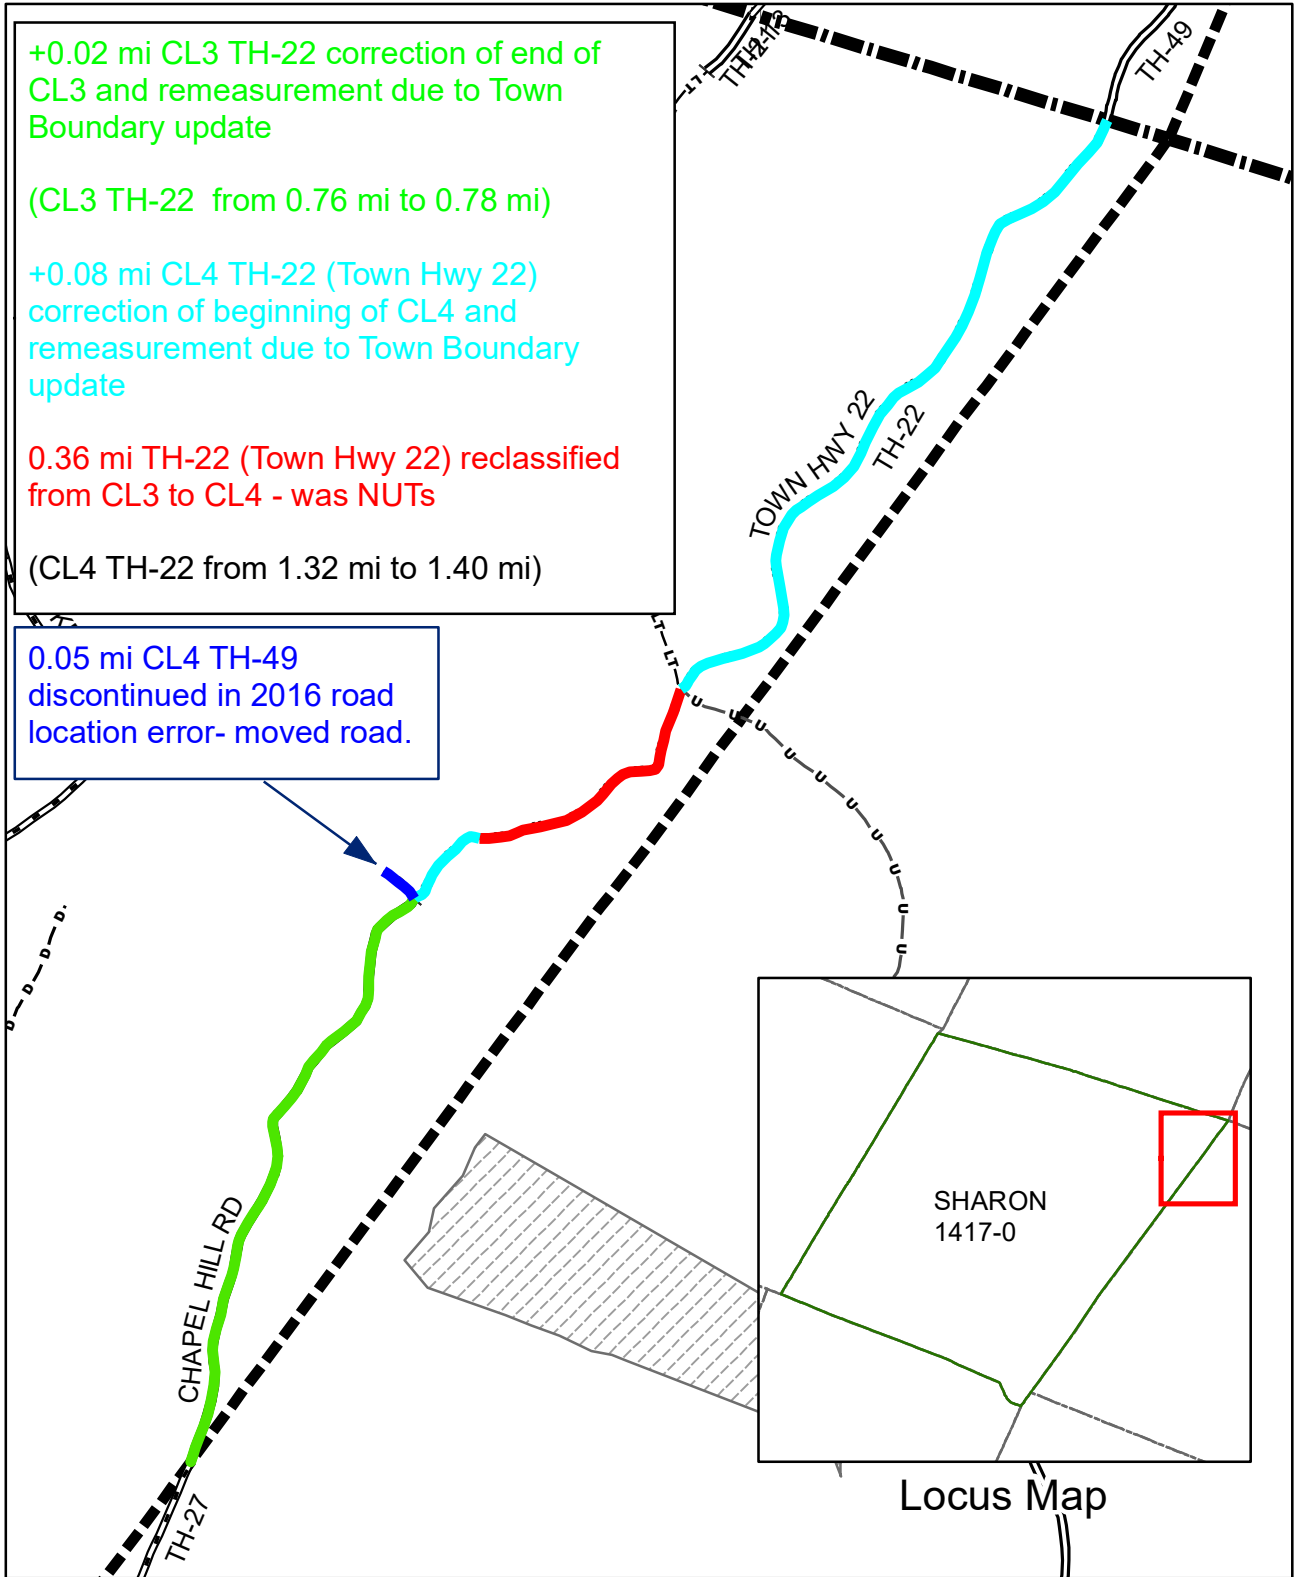 +0.02 mi CL3 TH-22 correction of end of
CL3 and remeasurement due to Town
Boundary update
(CL3 TH-22  from 0.76 mi to 0.78 mi)
+0.08 mi CL4 TH-22 (Town Hwy 22)
correction of beginning of CL4 and
remeasurement due to Town Boundary
update
0.36 mi TH-22 (Town Hwy 22) reclassified
from CL3 to CL4 - was NUTs
(CL4 TH-22 from 1.32 mi to 1.40 mi)
0.05 mi CL4 TH-49
discontinued in 2016 road
location error- moved road.
TH-49
TOWN HWY 22
TH-22
LT LT
U U U U U U U U U U
D D D D
CHAPEL HILL RD
TH-27
SHARON
1417-0
Locus Map